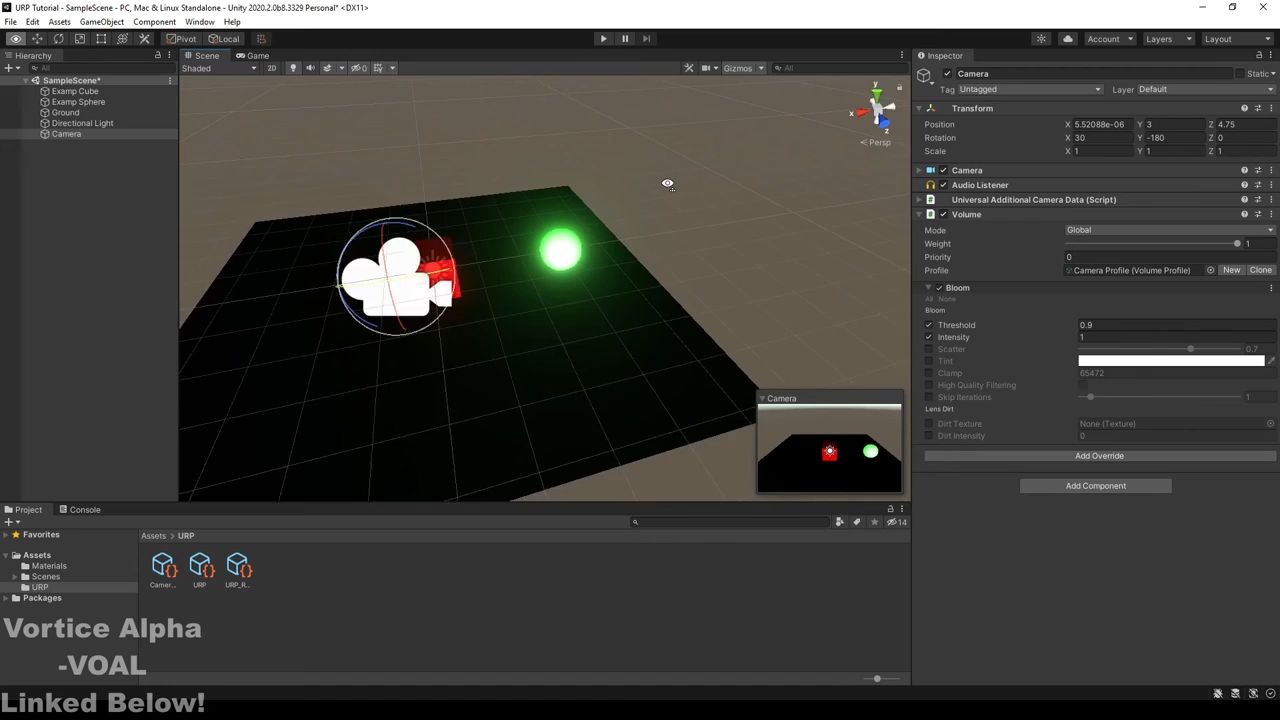 URP Tutorial - SampleScene - PC, Mac & Linux Standalone - Unity 2020.2.0b8.3329 Personal* <DX11>
File Edit Assets GameObject Component Window Help
Pivot Local Account Layers Layout
Hierarchy
All
SampleScene*
Examp Cube
Examp Sphere
Ground
Directional Light
Camera
Scene Game
Shaded 2D 0 Gizmos All
y
x
z
Persp
Camera
Inspector
Camera Static
Tag Untagged Layer Default
Transform
Position X 5.52088e-06 Y 3 Z 4.75
Rotation X 30 Y -180 Z 0
Scale X 1 Y 1 Z 1
Camera
Audio Listener
Universal Additional Camera Data (Script)
Volume
Mode Global
Weight 1
Priority 0
Profile Camera Profile (Volume Profile) New Clone
Bloom
All None
Bloom
Threshold 0.9
Intensity 1
Scatter 0.7
Tint
Clamp 65472
High Quality Filtering
Skip Iterations 1
Lens Dirt
Dirt Texture None (Texture)
Dirt Intensity 0
Add Override
Add Component
Project Console
14
Favorites
Assets
Materials
Scenes
URP
Packages
Assets > URP
Camer... URP URP_R...
Vortice Alpha
-VOAL
Linked Below!